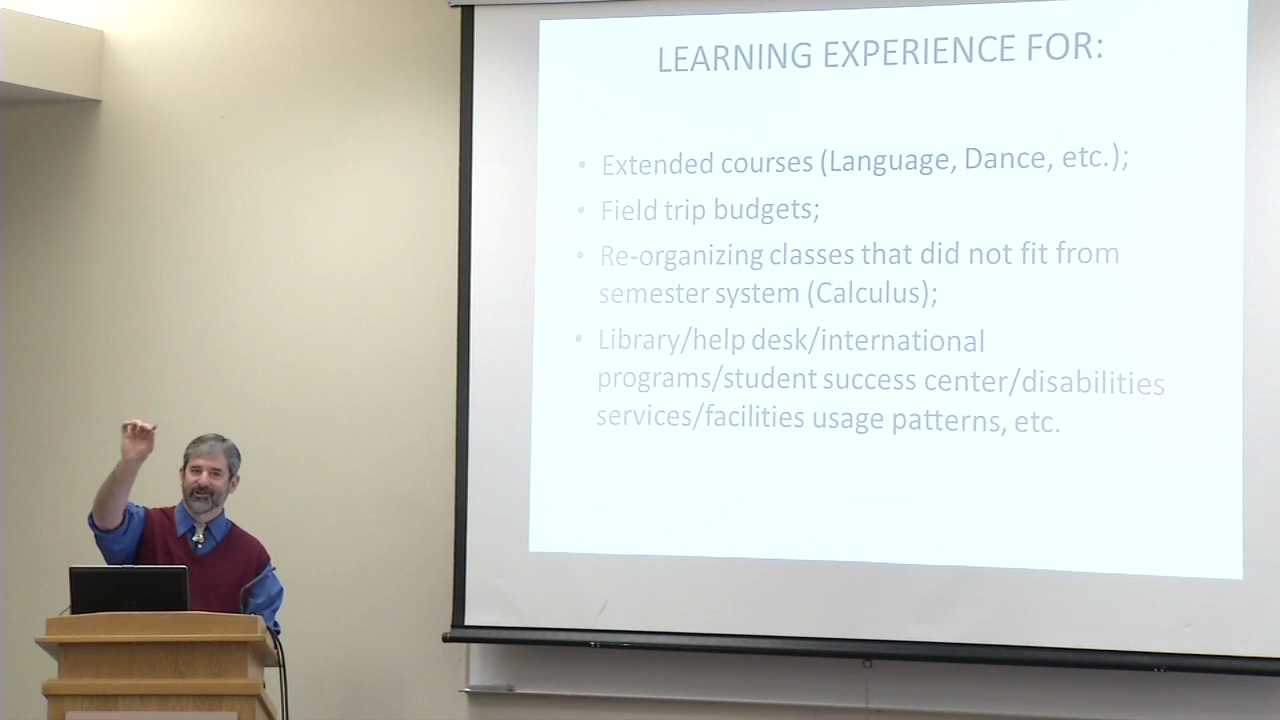 LEARNING EXPERIENCE FOR:
• Extended courses (Language, Dance, etc.);
• Field trip budgets;
• Re-organizing classes that did not fit from
semester system (Calculus);
• Library/help desk/international
programs/student success center/disabilities
services/facilities usage patterns, etc.